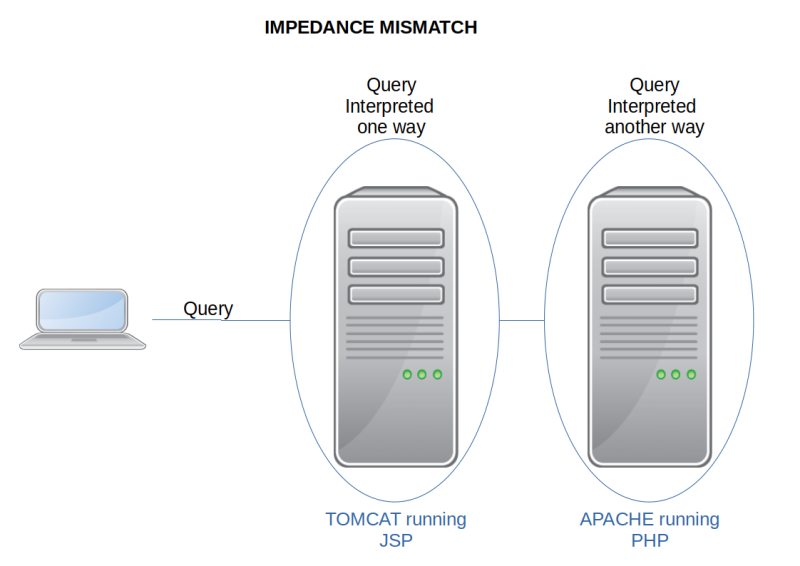 IMPEDANCE MISMATCH
Query
Interpreted
one way
Query
Interpreted
another way
Query
TOMCAT running
JSP
APACHE running
PHP